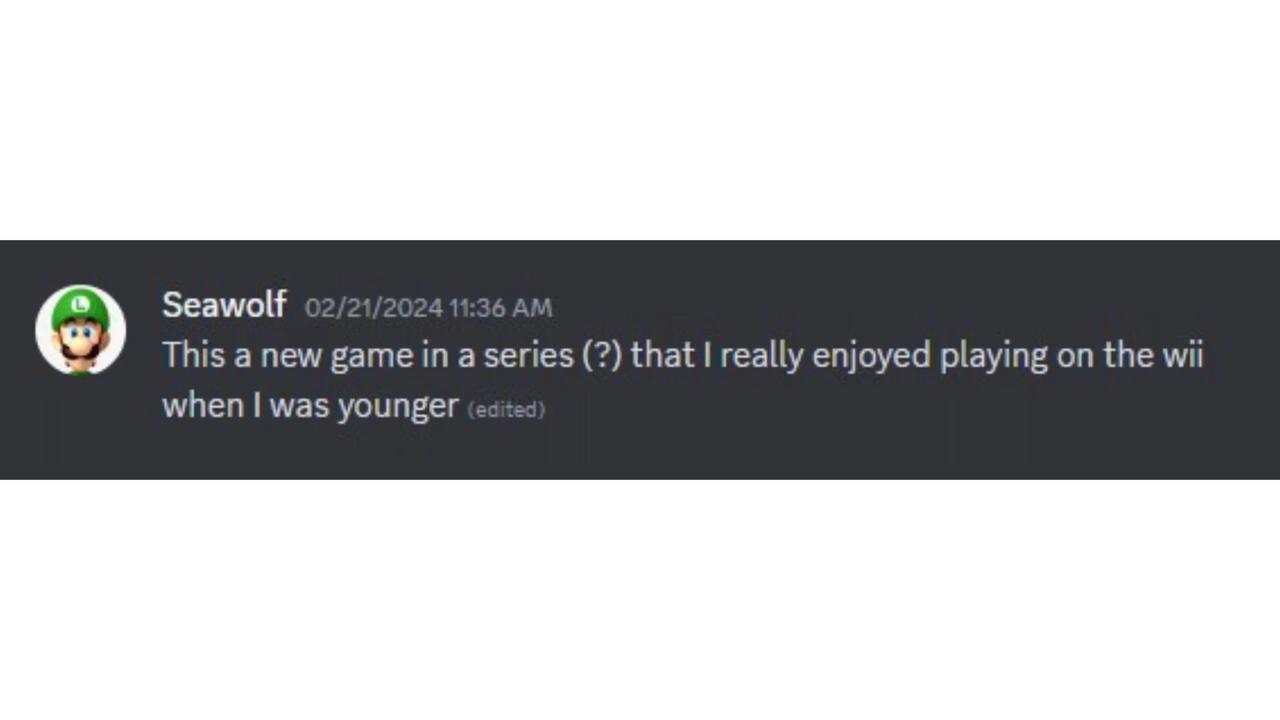 Seawolf 02/21/2024 11:36 AM
This a new game in a series (?) that I really enjoyed playing on the wii
when I was younger (edited)